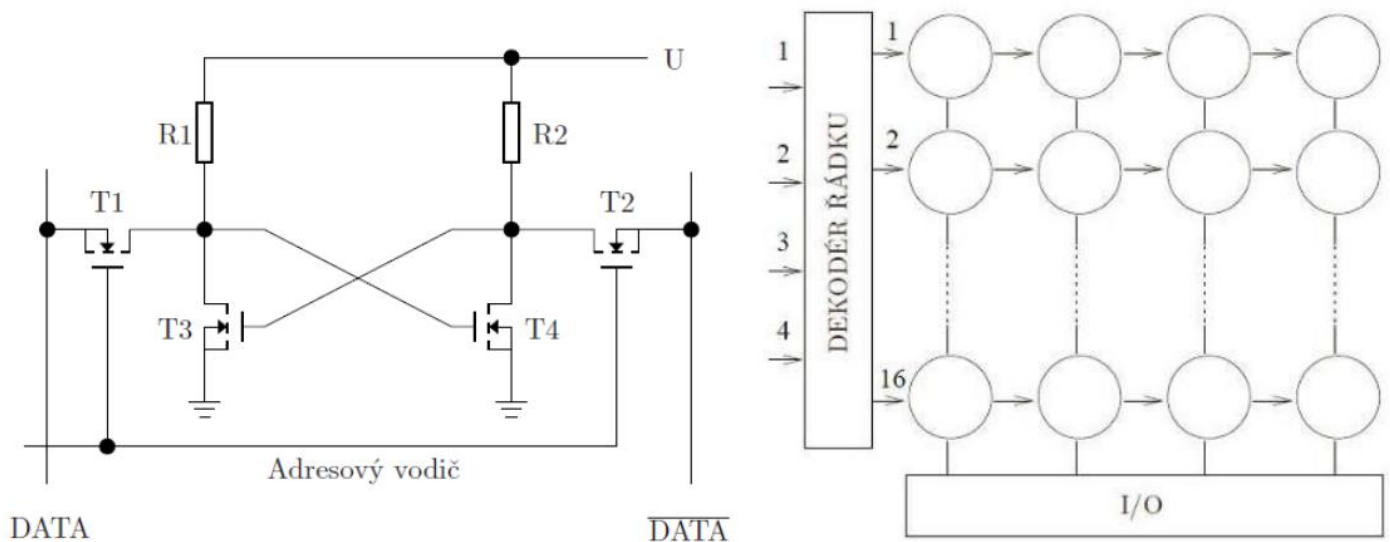 U
R1
R2
T1
T2
T3
T4
Adresový vodič
DATA
DATA
1
2
3
4
DEKODÉR ŘÁDKU
1
2
16
I/O